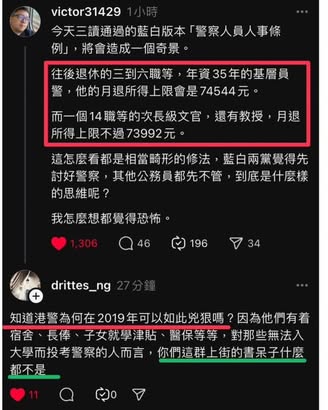 victor31429 1小時
今天三讀通過的藍白版本「警察人員人事條
例」，將會造成一個奇景。
往後退休的三到六職等，年資35年的基層員
警，他的月退所得上限會是74544元。
而一個14職等的次長級文官，還有教授，月退
所得上限不過73992元。
這怎麼看都是相當畸形的修法，藍白兩黨覺得先
討好警察，其他公務員都先不管，到底是什麼樣
的思維呢？
我怎麼想都覺得恐怖。
1,306 46 196 34
drittes_ng 27分鐘
知道港警為何在2019年可以如此兇狠嗎？因為他們有着
宿舍、長俸、子女就學津貼、醫保等等，對那些無法入
大學而投考警察的人而言，你們這群上街的書呆子什麼
都不是
11 0